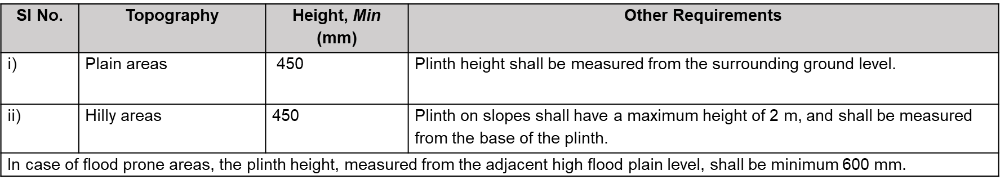 Sl No. Topography Height, Min Other Requirements
(mm)
i) Plain areas 450 Plinth height shall be measured from the surrounding ground level.
ii) Hilly areas 450 Plinth on slopes shall have a maximum height of 2 m, and shall be measured
from the base of the plinth.
In case of flood prone areas, the plinth height, measured from the adjacent high flood plain level, shall be minimum 600 mm.